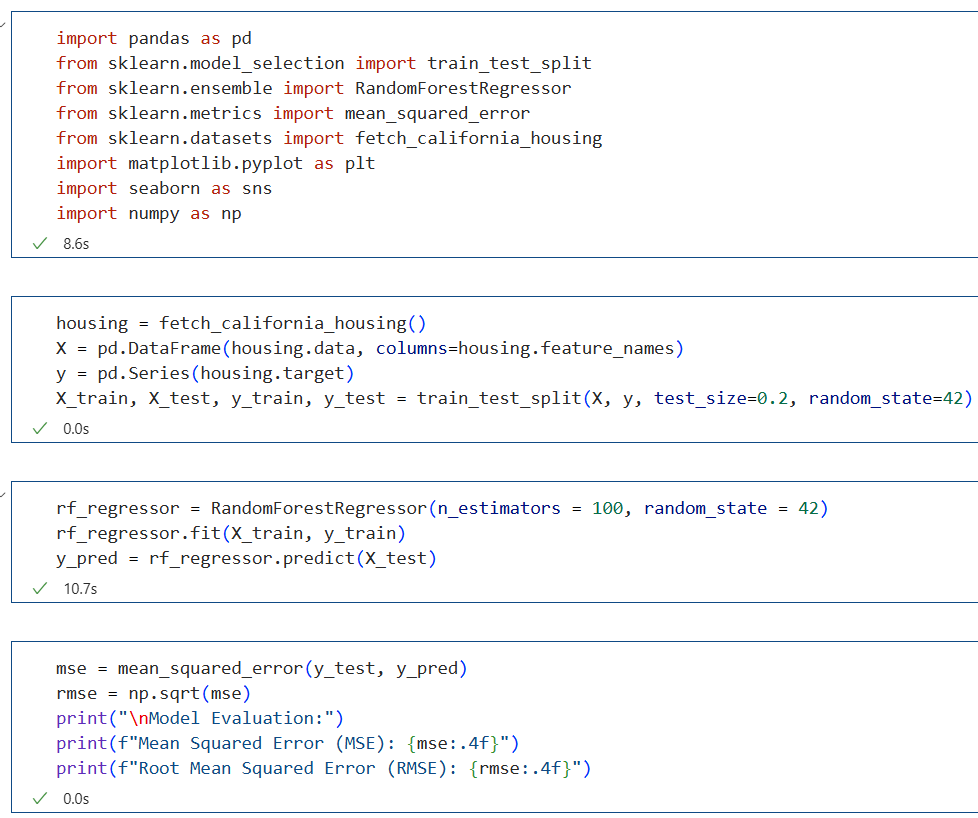 import pandas as pd
from sklearn.model_selection import train_test_split
from sklearn.ensemble import RandomForestRegressor
from sklearn.metrics import mean_squared_error
from sklearn.datasets import fetch_california_housing
import matplotlib.pyplot as plt
import seaborn as sns
import numpy as np
8.6s
housing = fetch_california_housing()
X = pd.DataFrame(housing.data, columns=housing.feature_names)
y = pd.Series(housing.target)
X_train, X_test, y_train, y_test = train_test_split(X, y, test_size=0.2, random_state=42)
0.0s
rf_regressor = RandomForestRegressor(n_estimators = 100, random_state = 42)
rf_regressor.fit(X_train, y_train)
y_pred = rf_regressor.predict(X_test)
10.7s
mse = mean_squared_error(y_test, y_pred)
rmse = np.sqrt(mse)
print("\nModel Evaluation:")
print(f"Mean Squared Error (MSE): {mse:.4f}")
print(f"Root Mean Squared Error (RMSE): {rmse:.4f}")
0.0s